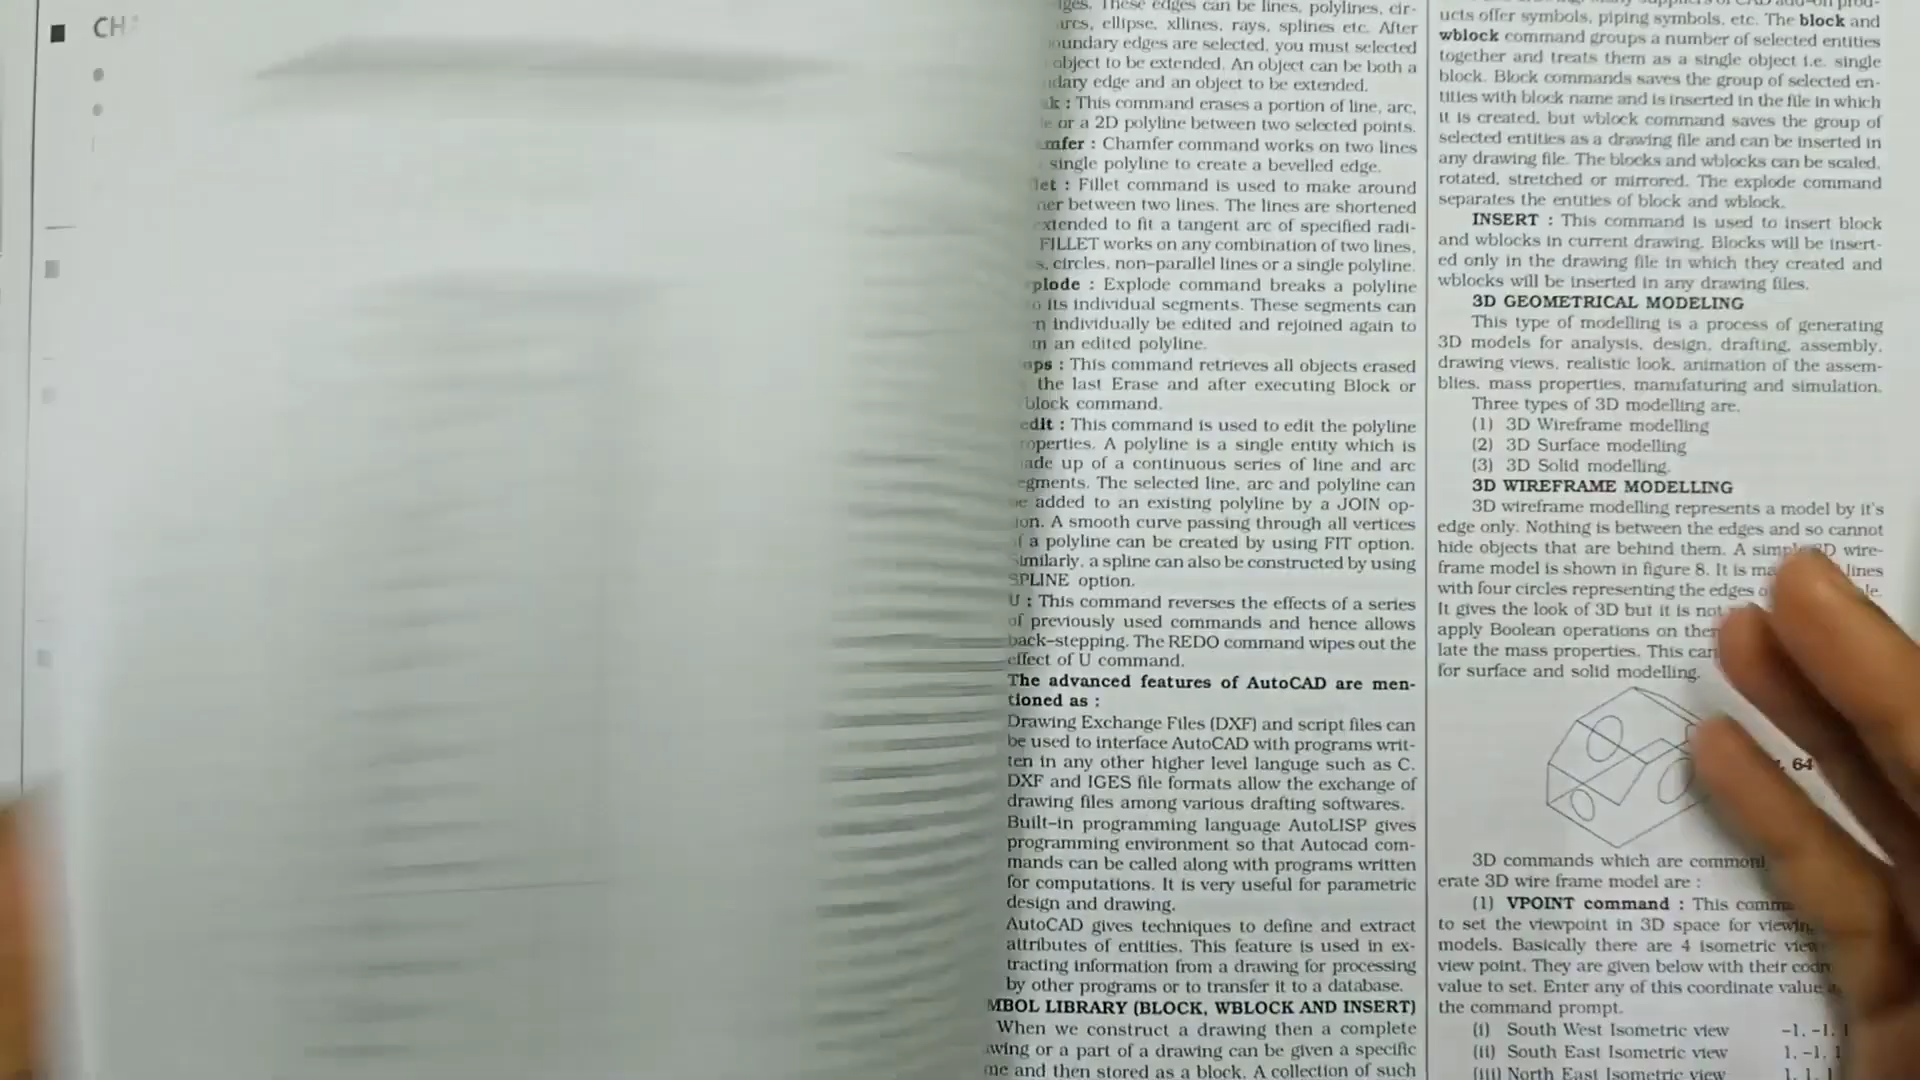 CH
These edges can be lines, polylines, cir-
arcs, ellipse, xllines, rays, splines etc. After
boundary edges are selected, you must selected
object to be extended. An object can be both a
edge and an object to be extended.
This command erases a portion of line, arc,
or a 2D polyline between two selected points.
: Chamfer command works on two lines
single polyline to create a bevelled edge.
: Fillet command is used to make around
between two lines. The lines are shortened
extended to fit a tangent arc of specified radi-
FILLET works on any combination of two lines,
circles, non-parallel lines or a single polyline.
plode : Explode command breaks a polyline
its individual segments. These segments can
individually be edited and rejoined again to
an edited polyline.
ops : This command retrieves all objects erased
the last Erase and after executing Block or
block command.
edit : This command is used to edit the polyline
roperties. A polyline is a single entity which is
ade up of a continuous series of line and arc
egments. The selected line, arc and polyline can
added to an existing polyline by a JOIN op-
ion. A smooth curve passing through all vertices
of a polyline can be created by using FIT option.
Similarly, a spline can also be constructed by using
SPLINE option.
U : This command reverses the effects of a series
of previously used commands and hence allows
back-stepping. The REDO command wipes out the
effect of U command.
The advanced features of AutoCAD are men-
tioned as :
Drawing Exchange Files (DXF) and script files can
be used to interface AutoCAD with programs writ-
ten in any other higher level languge such as C.
DXF and IGES file formats allow the exchange of
drawing files among various drafting softwares.
Built-in programming language AutoLISP gives
programming environment so that Autocad com-
mands can be called along with programs written
for computations. It is very useful for parametric
design and drawing.
AutoCAD gives techniques to define and extract
attributes of entities. This feature is used in ex-
tracting information from a drawing for processing
by other programs or to transfer it to a database.
MBOL LIBRARY (BLOCK, WBLOCK AND INSERT)
When we construct a drawing then a complete
wing or a part of a drawing can be given a specific
me and then stored as a block. A collection of such
ucts offer symbols, piping symbols, etc. The block and
wblock command groups a number of selected entities
together and treats them as a single object i.e. single
block. Block commands saves the group of selected en-
tities with block name and is inserted in the file in which
it is created, but wblock command saves the group of
selected entities as a drawing file and can be inserted in
any drawing file. The blocks and wblocks can be scaled,
rotated, stretched or mirrored. The explode command
separates the entities of block and wblock.
INSERT : This command is used to insert block
and wblocks in current drawing. Blocks will be insert-
ed only in the drawing file in which they created and
wblocks will be inserted in any drawing files.
3D GEOMETRICAL MODELING
This type of modelling is a process of generating
3D models for analysis, design, drafting, assembly,
drawing views, realistic look, animation of the assem-
blies, mass properties, manufaturing and simulation.
Three types of 3D modelling are.
(1) 3D Wireframe modelling
(2) 3D Surface modelling
(3) 3D Solid modelling.
3D WIREFRAME MODELLING
3D wireframe modelling represents a model by it's
edge only. Nothing is between the edges and so cannot
hide objects that are behind them. A simple 3D wire-
frame model is shown in figure 8. It is lines
with four circles representing the edges
It gives the look of 3D but it is not
apply Boolean operations on
late the mass properties. This
for surface and solid modelling.
64
3D commands which are
erate 3D wire frame model are :
(1) VPOINT command : This
to set the viewpoint in 3D space for
models. Basically there are 4 isometric
view point. They are given below with their
value to set. Enter any of this coordinate value
the command prompt.
(i) South West Isometric view -1, -1, 1
(ii) South East Isometric view 1, -1, 1
(iii) North East Isometric view 1, 1, 1